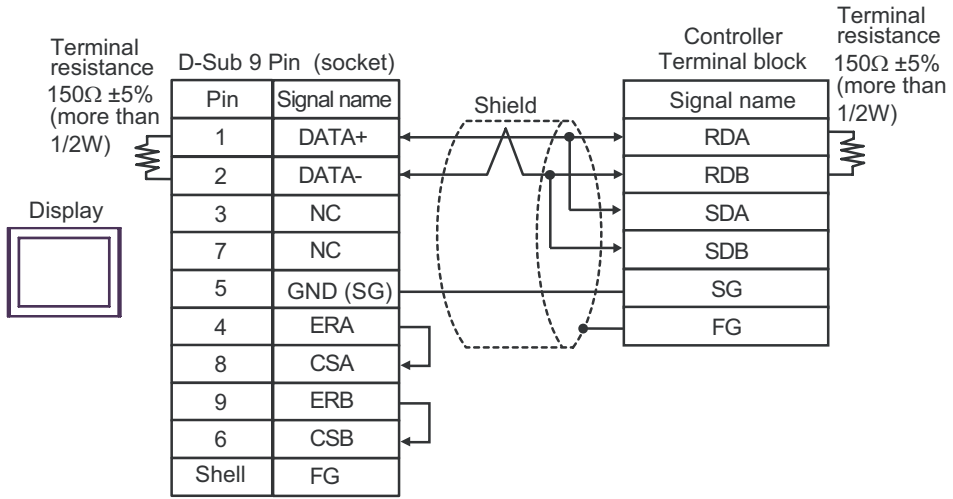 Terminal
resistance
150Ω ±5%
(more than
1/2W)
Display
D-Sub 9 Pin (socket)
Pin Signal name
1 DATA+
2 DATA-
3 NC
7 NC
5 GND (SG)
4 ERA
8 CSA
9 ERB
6 CSB
Shell FG
Shield
Controller
Terminal block
Signal name
RDA
RDB
SDA
SDB
SG
FG
Terminal
resistance
150Ω ±5%
(more than
1/2W)